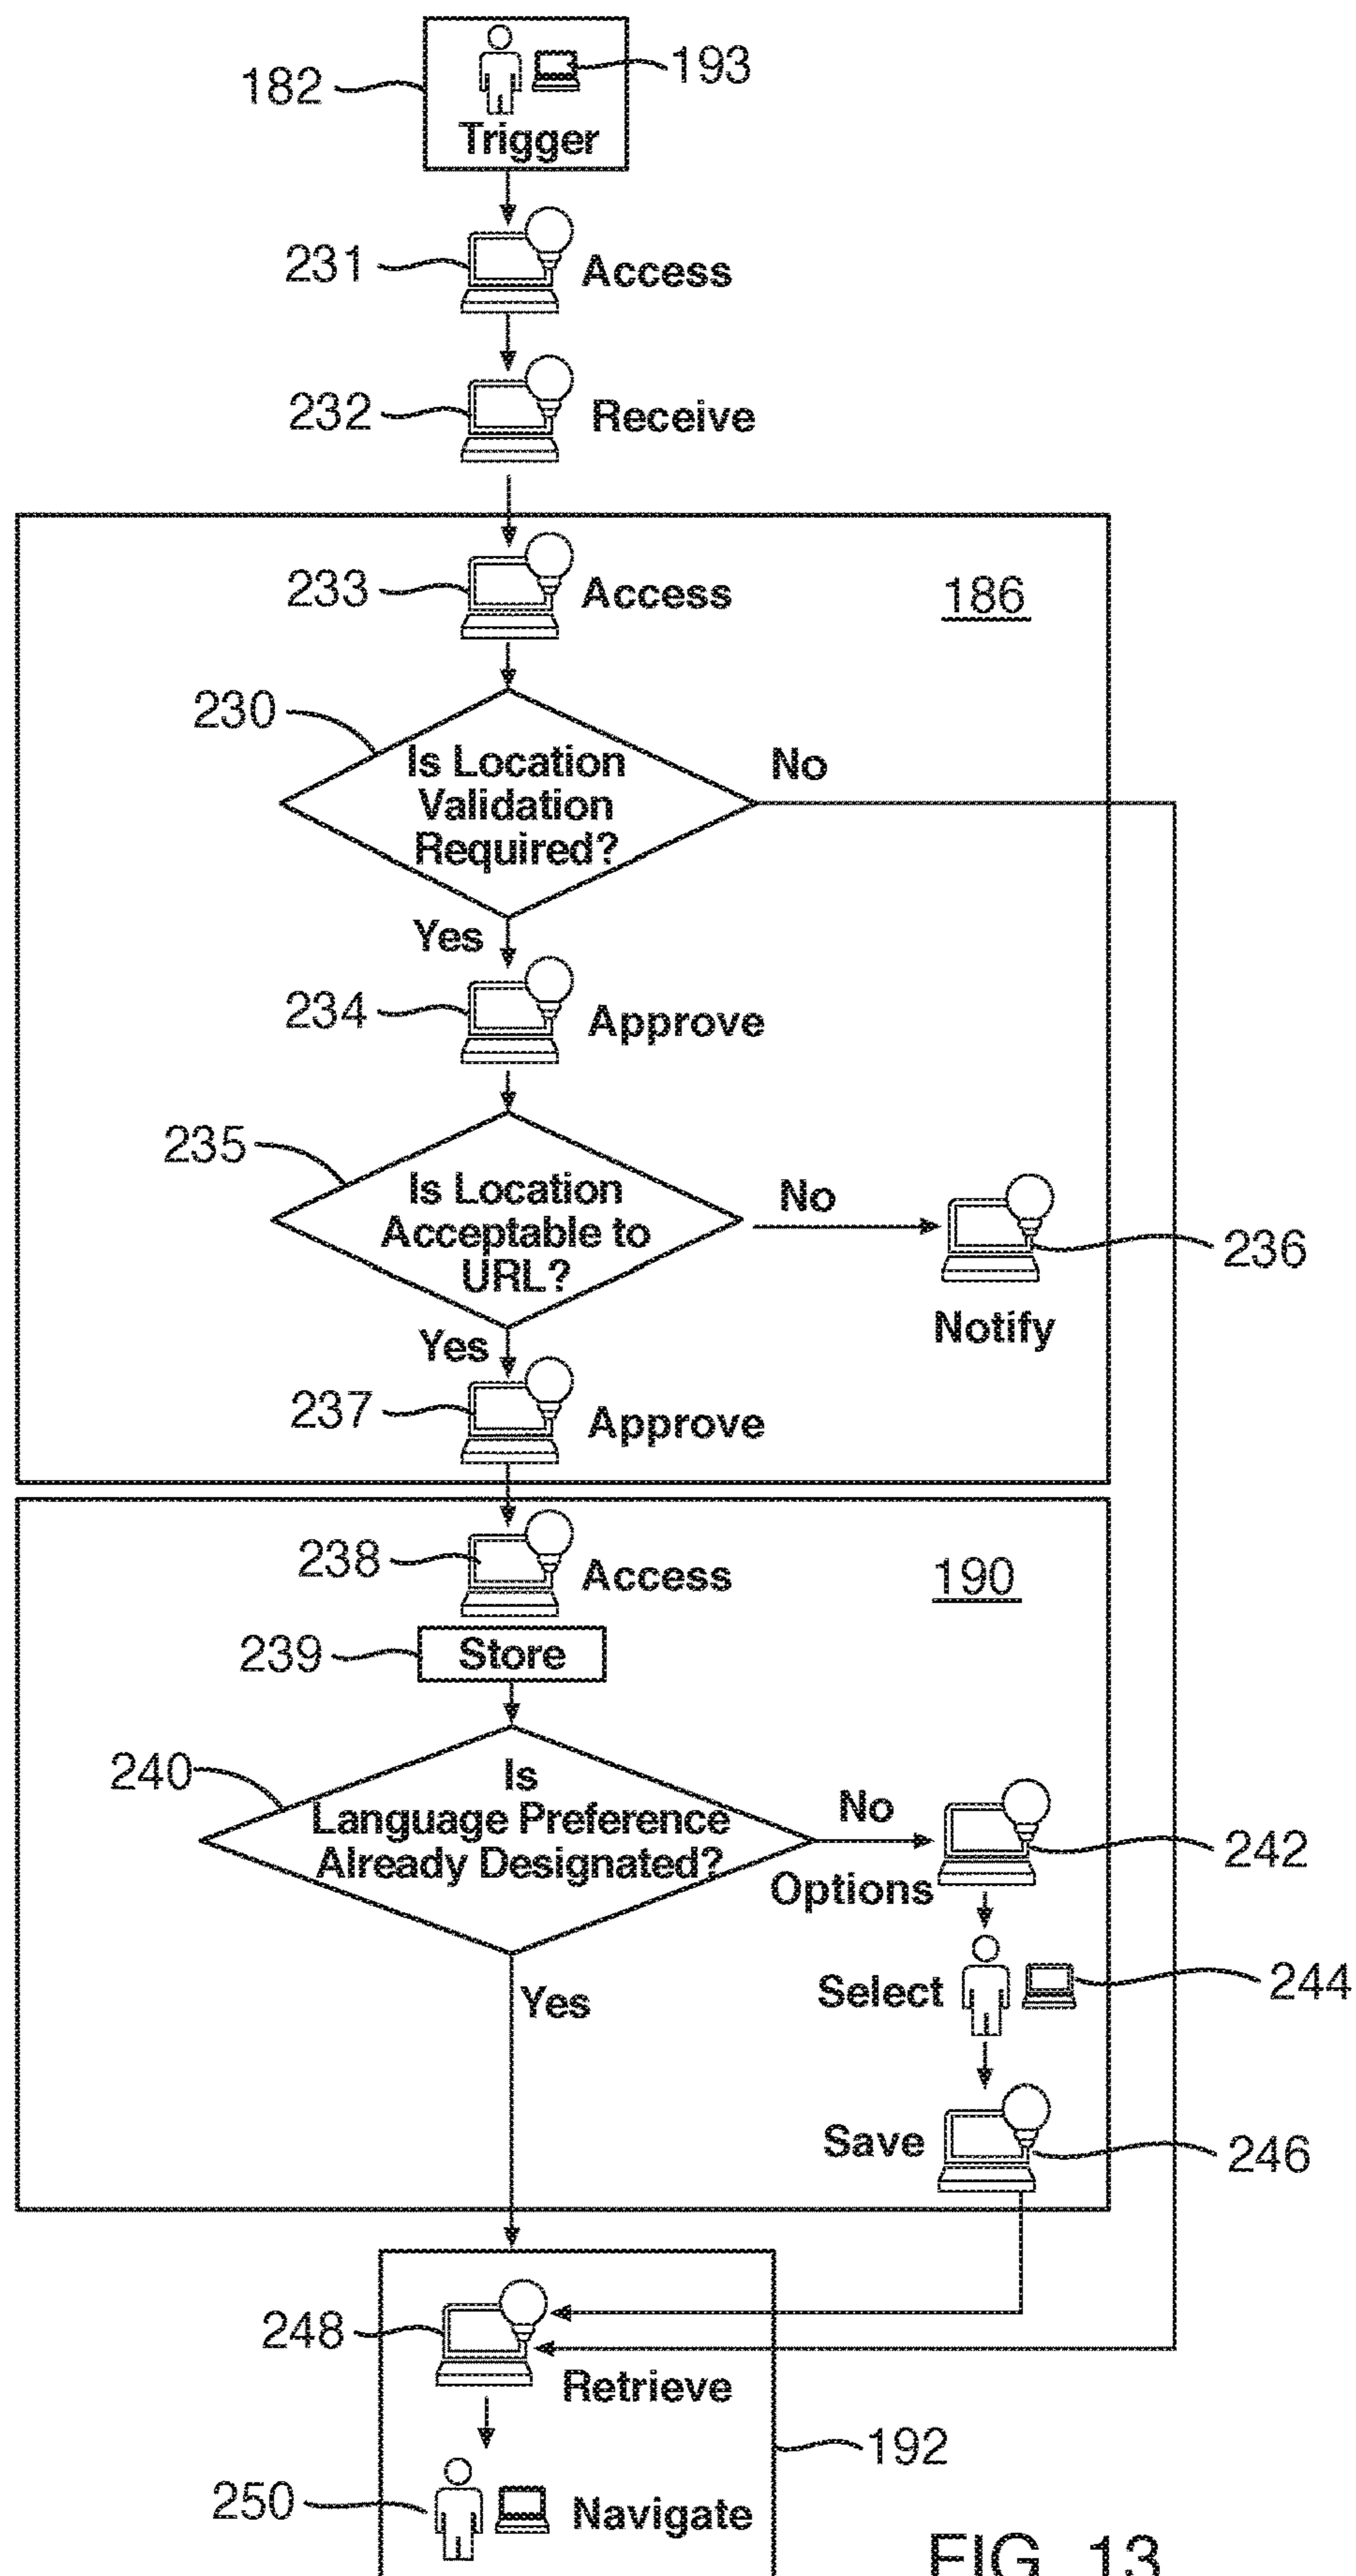 182
193
Trigger
231
Access
232
Receive
233
Access
186
230
Is Location
Validation
Required?
No
Yes
234
Approve
235
Is Location
Acceptable to
URL?
No
236
Notify
Yes
237
Approve
238
Access
190
239
Store
240
Is
Language Preference
Already Designated?
No
242
Options
Yes
Select
244
Save
246
248
Retrieve
192
250
Navigate
FIG. 13